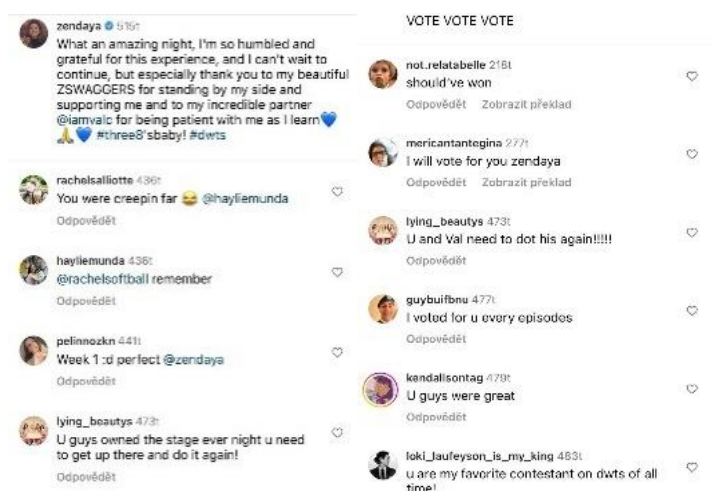 zendaya 515t
What an amazing night, I'm so humbled and
grateful for this experience, and I can't wait to
continue, but especially thank you to my beautiful
ZSWAGGERS for standing by my side and
supporting me and to my incredible partner
@iamvalc for being patient with me as I learn💙
🙏💙 #three8'sbaby! #dwts
rachelsalliotte 436t
You were creepin far 😂 @hayliemunda
Odpovědět
hayliemunda 436t
@rachelsoftball remember
Odpovědět
pelinnozkn 441t
Week 1 :d perfect @zendaya
Odpovědět
lying_beautys 473t
U guys owned the stage ever night u need
to get up there and do it again!
Odpovědět
VOTE VOTE VOTE
not.relatabelle 216t
should've won
Odpovědět Zobrazit překlad
mericantantegina 277t
I will vote for you zendaya
Odpovědět Zobrazit překlad
lying_beautys 473t
U and Val need to dot his again!!!!!
Odpovědět
guybuifbnu 477t
I voted for u every episodes
Odpovědět
kendallsontag 479t
U guys were great
Odpovědět
loki_laufeyson_is_my_king 483t
u are my favorite contestant on dwts of all
time!